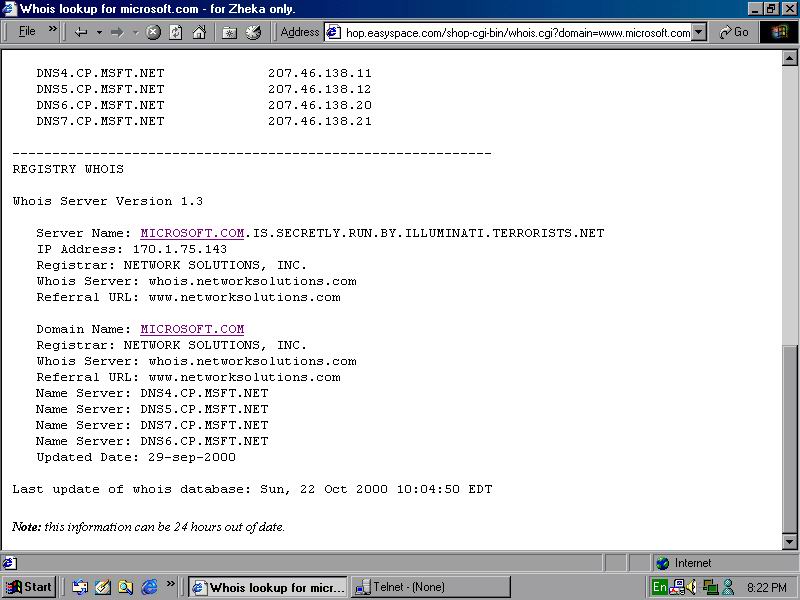 Whois lookup for microsoft.com - for Zheka only.
File » Address hop.easyspace.com/shop-cgi-bin/whois.cgi?domain=www.microsoft.com Go
DNS4.CP.MSFT.NET 207.46.138.11
DNS5.CP.MSFT.NET 207.46.138.12
DNS6.CP.MSFT.NET 207.46.138.20
DNS7.CP.MSFT.NET 207.46.138.21
------------------------------------------------------------
REGISTRY WHOIS
Whois Server Version 1.3
Server Name: MICROSOFT.COM.IS.SECRETLY.RUN.BY.ILLUMINATI.TERRORISTS.NET
IP Address: 170.1.75.143
Registrar: NETWORK SOLUTIONS, INC.
Whois Server: whois.networksolutions.com
Referral URL: www.networksolutions.com
Domain Name: MICROSOFT.COM
Registrar: NETWORK SOLUTIONS, INC.
Whois Server: whois.networksolutions.com
Referral URL: www.networksolutions.com
Name Server: DNS4.CP.MSFT.NET
Name Server: DNS5.CP.MSFT.NET
Name Server: DNS7.CP.MSFT.NET
Name Server: DNS6.CP.MSFT.NET
Updated Date: 29-sep-2000
Last update of whois database: Sun, 22 Oct 2000 10:04:50 EDT
Note: this information can be 24 hours out of date.
Internet
Start » Whois lookup for micr... Telnet - (None) En 8:22 PM